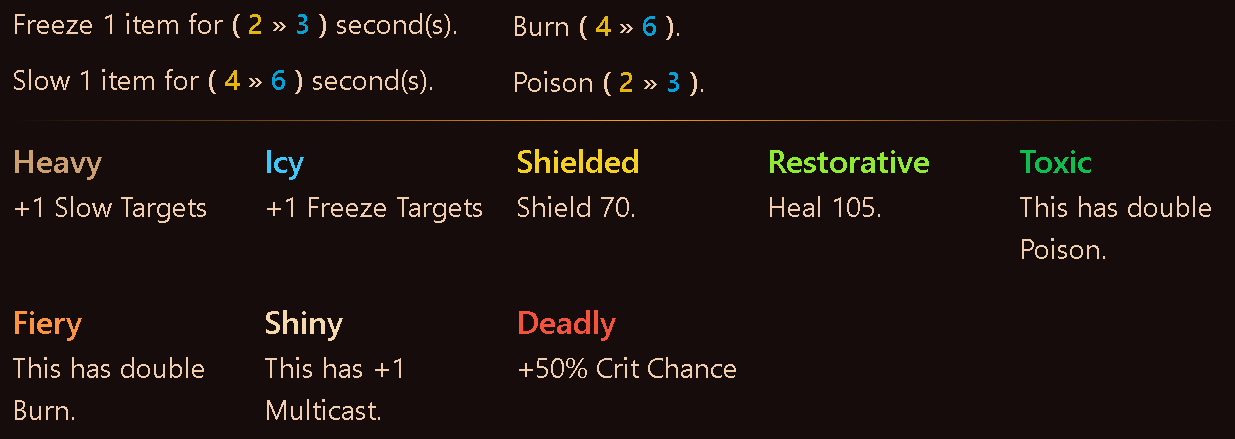 Freeze 1 item for ( 2 » 3 ) second(s).
Burn ( 4 » 6 ).
Slow 1 item for ( 4 » 6 ) second(s).
Poison ( 2 » 3 ).
Heavy
+1 Slow Targets
Icy
+1 Freeze Targets
Shielded
Shield 70.
Restorative
Heal 105.
Toxic
This has double
Poison.
Fiery
This has double
Burn.
Shiny
This has +1
Multicast.
Deadly
+50% Crit Chance